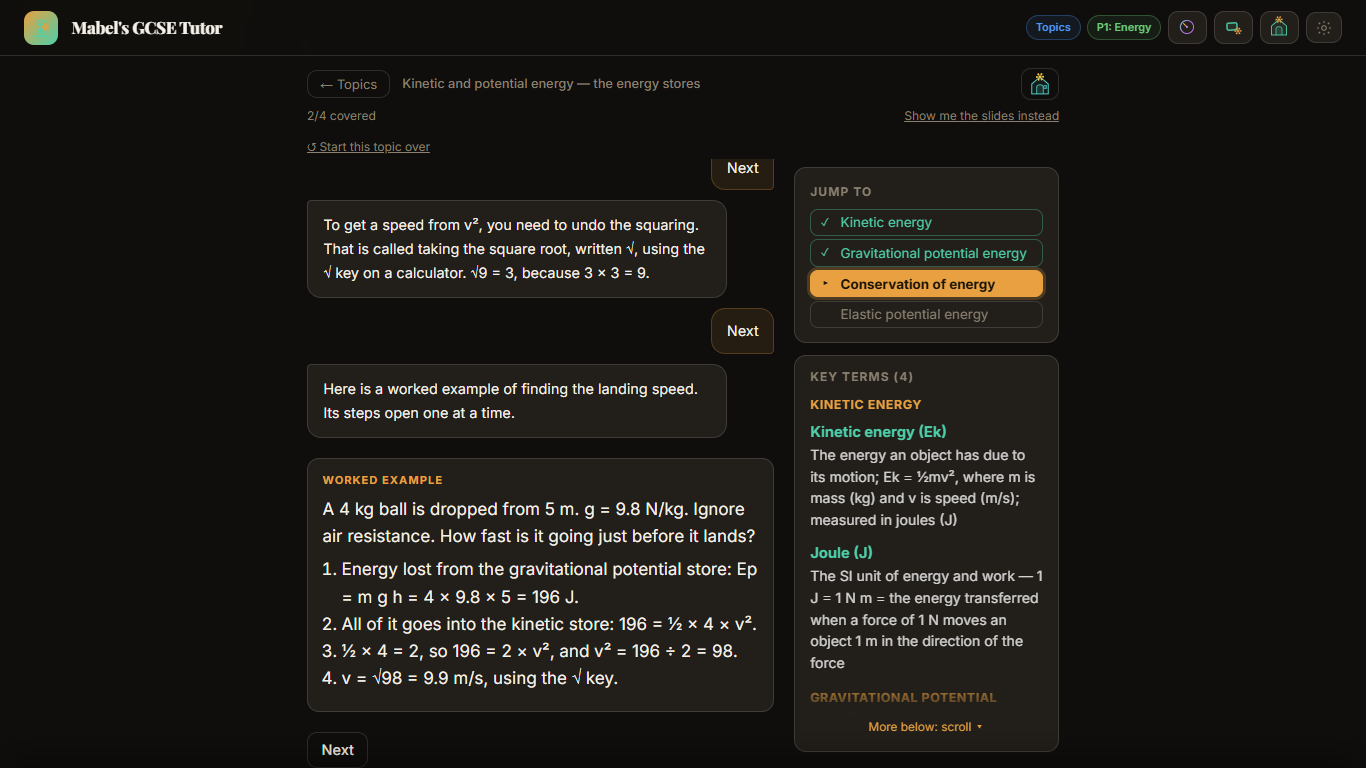 Mabel's GCSE Tutor
Topics
P1: Energy
← Topics
Kinetic and potential energy — the energy stores
2/4 covered
Show me the slides instead
↺ Start this topic over
Next
To get a speed from v², you need to undo the squaring.
That is called taking the square root, written √, using the
√ key on a calculator. √9 = 3, because 3 × 3 = 9.
Next
Here is a worked example of finding the landing speed.
Its steps open one at a time.
WORKED EXAMPLE
A 4 kg ball is dropped from 5 m. g = 9.8 N/kg. Ignore
air resistance. How fast is it going just before it lands?
1. Energy lost from the gravitational potential store: Ep
= m g h = 4 × 9.8 × 5 = 196 J.
2. All of it goes into the kinetic store: 196 = ½ × 4 × v².
3. ½ × 4 = 2, so 196 = 2 × v², and v² = 196 ÷ 2 = 98.
4. v = √98 = 9.9 m/s, using the √ key.
Next
JUMP TO
✓ Kinetic energy
✓ Gravitational potential energy
▸ Conservation of energy
Elastic potential energy
KEY TERMS (4)
KINETIC ENERGY
Kinetic energy (Ek)
The energy an object has due to
its motion; Ek = ½mv², where m is
mass (kg) and v is speed (m/s);
measured in joules (J)
Joule (J)
The SI unit of energy and work — 1
J = 1 N m = the energy transferred
when a force of 1 N moves an
object 1 m in the direction of the
force
GRAVITATIONAL POTENTIAL
More below: scroll ▾